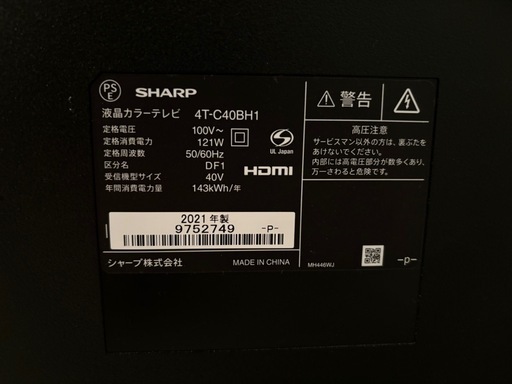 PS
E
SHARP
液晶カラーテレビ 4T-C40BH1
定格電圧 100V～
定格消費電力 121W
定格周波数 50/60Hz
区分名 DF1
受信機型サイズ 40V
年間消費電力量 143kWh/年
S
UL Japan
HDMI
2021年製
9752749 -P-
シャープ株式会社 MADE IN CHINA
警告
高圧注意
サービスマン以外の方は、裏ぶたを
あけないでください。
内部には高電圧部分が数多くあり、
万一さわると危険です。
MH446WJ
-p-